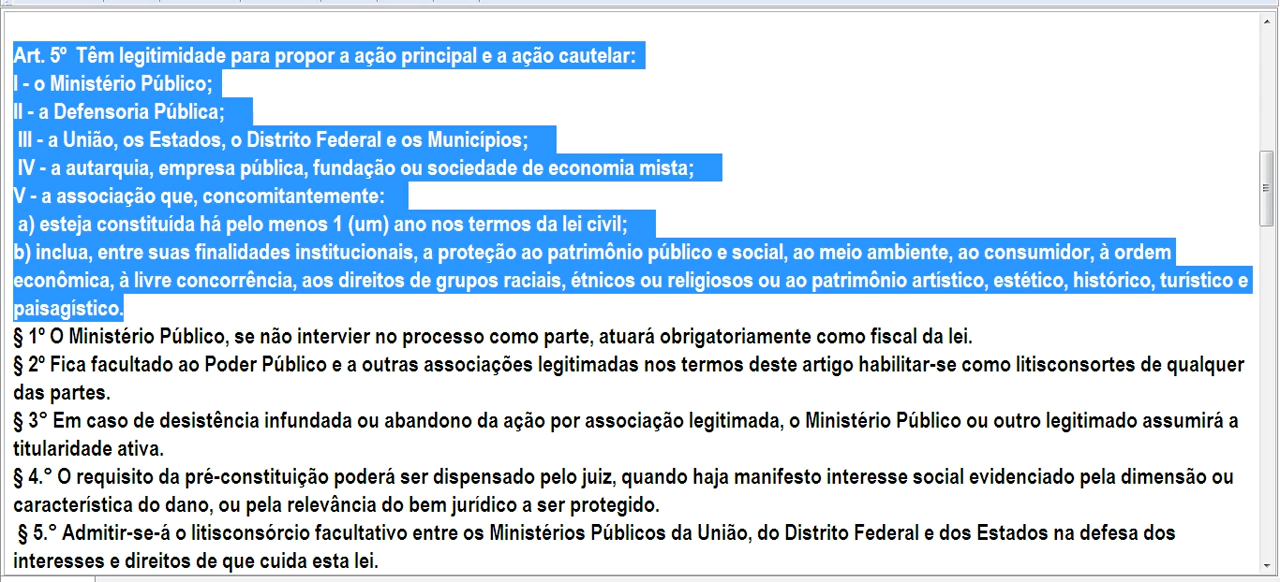 Art. 5º  Têm legitimidade para propor a ação principal e a ação cautelar:
I - o Ministério Público;
II - a Defensoria Pública;
III - a União, os Estados, o Distrito Federal e os Municípios;
IV - a autarquia, empresa pública, fundação ou sociedade de economia mista;
V - a associação que, concomitantemente:
a) esteja constituída há pelo menos 1 (um) ano nos termos da lei civil;
b) inclua, entre suas finalidades institucionais, a proteção ao patrimônio público e social, ao meio ambiente, ao consumidor, à ordem
econômica, à livre concorrência, aos direitos de grupos raciais, étnicos ou religiosos ou ao patrimônio artístico, estético, histórico, turístico e
paisagístico.
§ 1º O Ministério Público, se não intervier no processo como parte, atuará obrigatoriamente como fiscal da lei.
§ 2º Fica facultado ao Poder Público e a outras associações legitimadas nos termos deste artigo habilitar-se como litisconsortes de qualquer
das partes.
§ 3° Em caso de desistência infundada ou abandono da ação por associação legitimada, o Ministério Público ou outro legitimado assumirá a
titularidade ativa.
§ 4.° O requisito da pré-constituição poderá ser dispensado pelo juiz, quando haja manifesto interesse social evidenciado pela dimensão ou
característica do dano, ou pela relevância do bem jurídico a ser protegido.
§ 5.° Admitir-se-á o litisconsórcio facultativo entre os Ministérios Públicos da União, do Distrito Federal e dos Estados na defesa dos
interesses e direitos de que cuida esta lei.